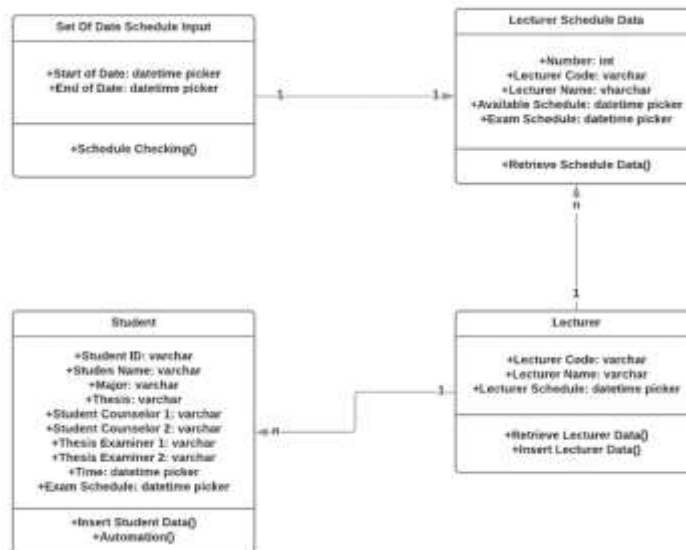 Set Of Date Schedule Input
+Start of Date: datetime picker
+End of Date: datetime picker
+Schedule Checking()
Lecturer Schedule Data
+Number: int
+Lecturer Code: varchar
+Lecturer Name: vharchar
+Available Schedule: datetime picker
+Exam Schedule: datetime picker
+Retrieve Schedule Data()
1
1
n
1
Student
+Student ID: varchar
+Studen Name: varchar
+Major: varchar
+Thesis: varchar
+Student Counselor 1: varchar
+Student Counselor 2: varchar
+Thesis Examiner 1: varchar
+Thesis Examiner 2: varchar
+Time: datetime picker
+Exam Schedule: datetime picker
+Insert Student Data()
+Automation()
Lecturer
+Lecturer Code: varchar
+Lecturer Name: varchar
+Lecturer Schedule: datetime picker
+Retrieve Lecturer Data()
+Insert Lecturer Data()
1
n